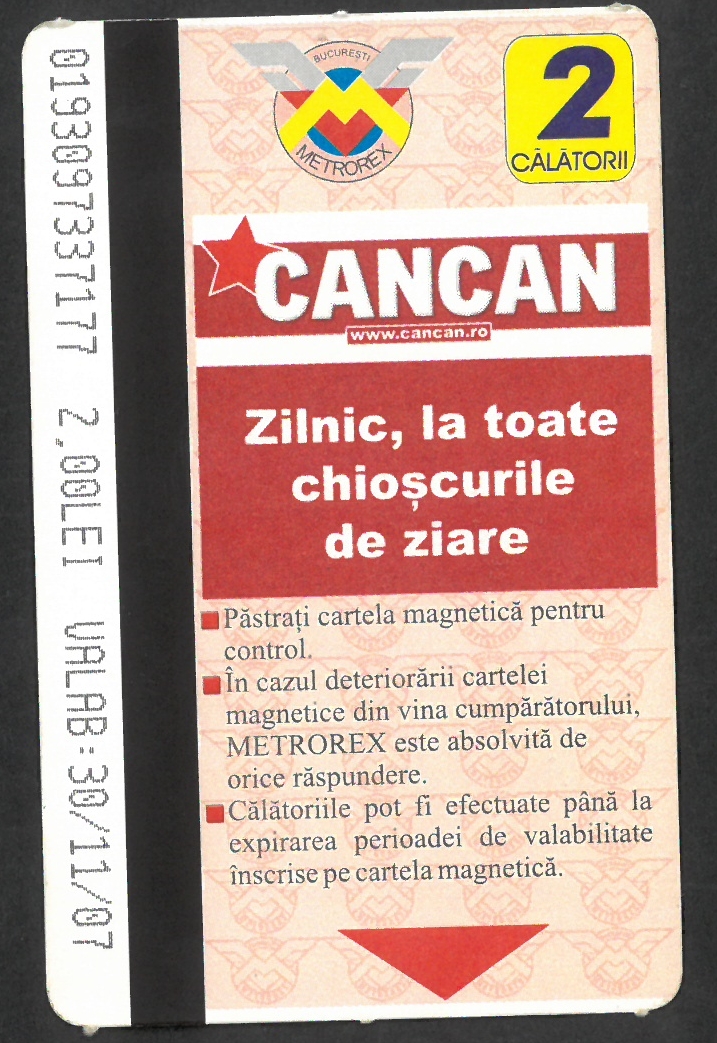 BUCUREȘTI
METROREX
2
CĂLĂTORII
CANCAN
www.cancan.ro
Zilnic, la toate
chioșcurile
de ziare
Păstrați cartela magnetică pentru
control.
În cazul deteriorării cartelei
magnetice din vina cumpărătorului,
METROREX este absolvită de
orice răspundere.
Călătoriile pot fi efectuate până la
expirarea perioadei de valabilitate
înscrise pe cartela magnetică.
0193097337177 2,00LEI VALAB:30/11/07